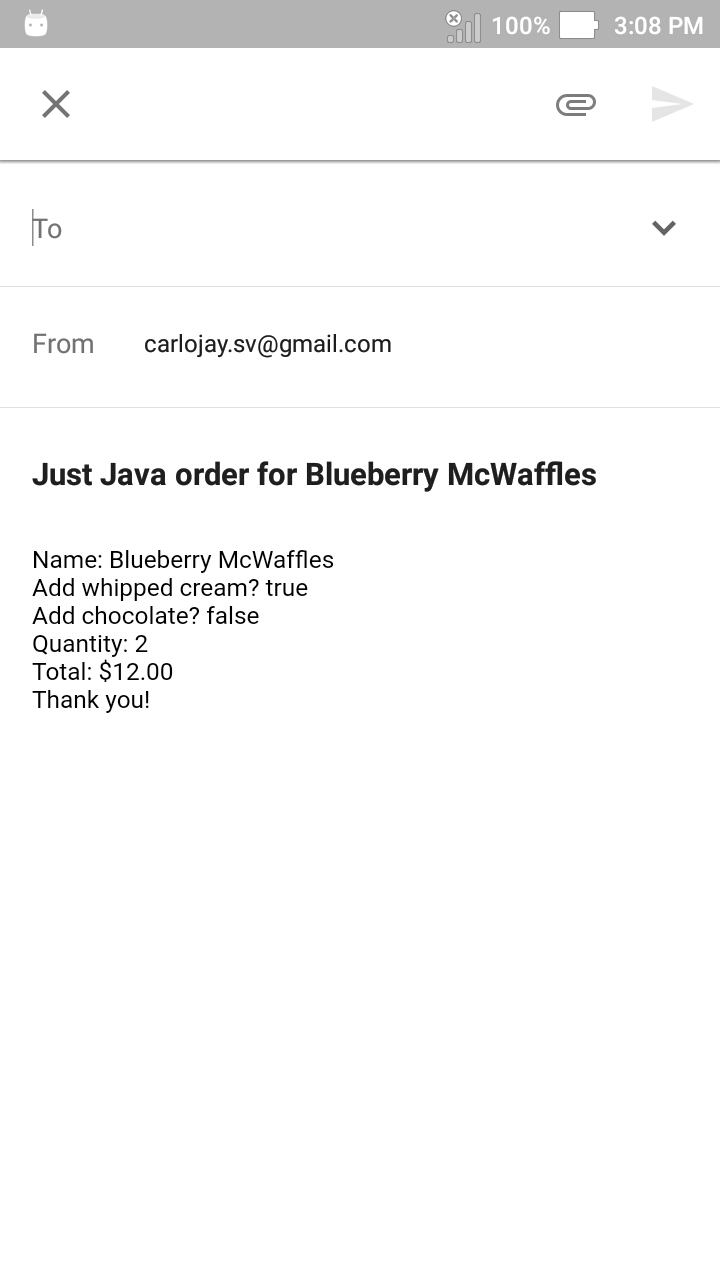 100% 3:08 PM
To
From carlojay.sv@gmail.com
Just Java order for Blueberry McWaffles
Name: Blueberry McWaffles
Add whipped cream? true
Add chocolate? false
Quantity: 2
Total: $12.00
Thank you!